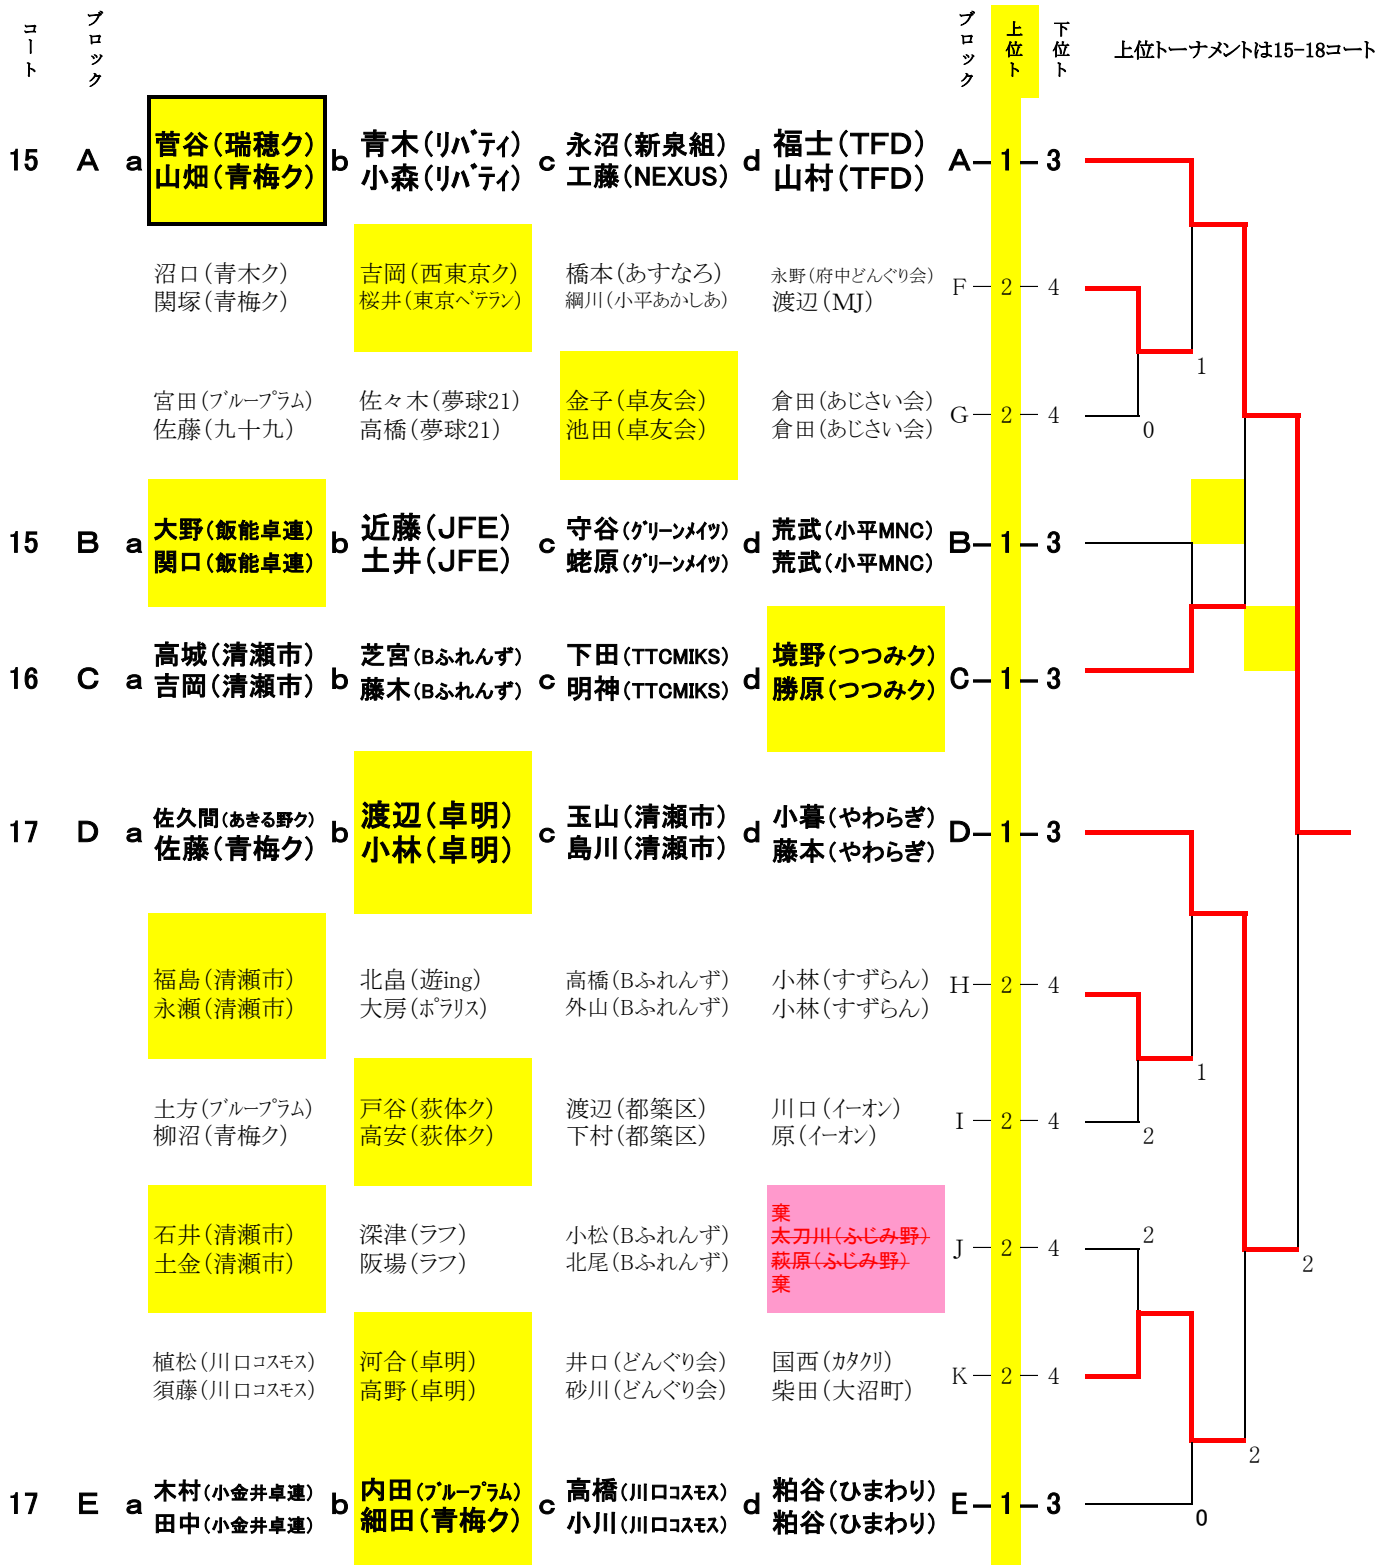 コート ブロック ブロック 上位ト 下位ト 上位トーナメントは15-18コート
15 A a 菅谷(瑞穂ク) b 青木(リバティ) c 永沼(新泉組) d 福士(TFD) A 1 3
山畑(青梅ク) 小森(リバティ) 工藤(NEXUS) 山村(TFD)
沼口(青木ク) 吉岡(西東京ク) 橋本(あすなろ) 永野(府中どんぐり会) F 2 4
関塚(青梅ク) 桜井(東京ベテラン) 綱川(小平あかしあ) 渡辺(MJ)
1
宮田(ブループラム) 佐々木(夢球21) 金子(卓友会) 倉田(あじさい会) G 2 4
佐藤(九十九) 高橋(夢球21) 池田(卓友会) 倉田(あじさい会) 0
15 B a 大野(飯能卓連) b 近藤(JFE) c 守谷(グリーンメイツ) d 荒武(小平MNC) B 1 3
関口(飯能卓連) 土井(JFE) 蛯原(グリーンメイツ) 荒武(小平MNC)
16 C a 高城(清瀬市) b 芝宮(Bふれんず) c 下田(TTCMIKS) d 境野(つつみク) C 1 3
吉岡(清瀬市) 藤木(Bふれんず) 明神(TTCMIKS) 勝原(つつみク)
17 D a 佐久間(あきる野ク) b 渡辺(卓明) c 玉山(清瀬市) d 小暮(やわらぎ) D 1 3
佐藤(青梅ク) 小林(卓明) 島川(清瀬市) 藤本(やわらぎ)
福島(清瀬市) 北畠(遊ing) 高橋(Bふれんず) 小林(すずらん) H 2 4
永瀬(清瀬市) 大房(ポラリス) 外山(Bふれんず) 小林(すずらん)
1
土方(ブループラム) 戸谷(荻体ク) 渡辺(都築区) 川口(イーオン) I 2 4
柳沼(青梅ク) 高安(荻体ク) 下村(都築区) 原(イーオン) 2
棄
石井(清瀬市) 深津(ラフ) 小松(Bふれんず) 太刀川(ふじみ野) J 2 4 2
土金(清瀬市) 阪場(ラフ) 北尾(Bふれんず) 萩原(ふじみ野) 2
棄
植松(川口コスモス) 河合(卓明) 井口(どんぐり会) 国西(カタクリ) K 2 4
須藤(川口コスモス) 高野(卓明) 砂川(どんぐり会) 柴田(大沼町)
2
17 E a 木村(小金井卓連) b 内田(ブループラム) c 高橋(川口コスモス) d 粕谷(ひまわり) E 1 3
田中(小金井卓連) 細田(青梅ク) 小川(川口コスモス) 粕谷(ひまわり) 0